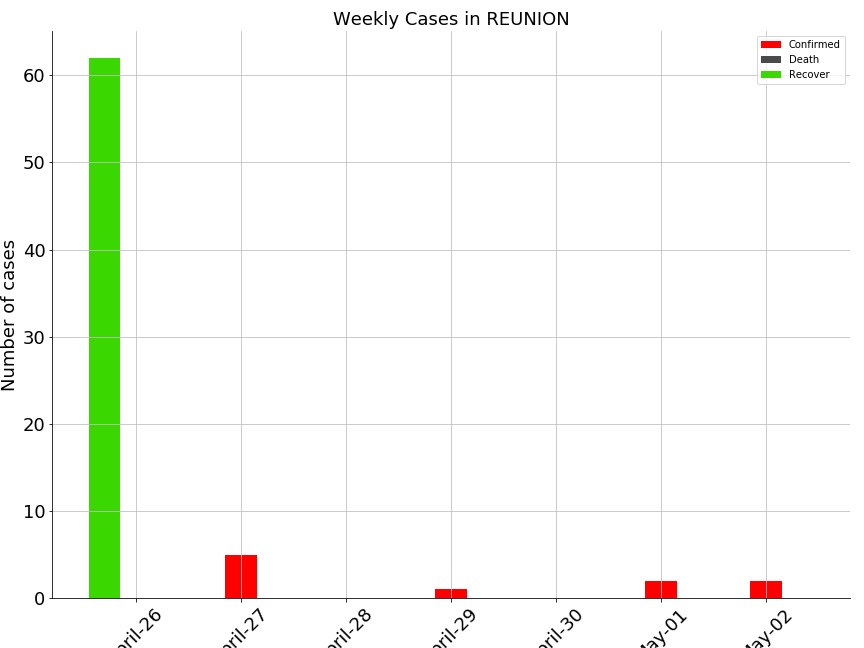 Weekly Cases in REUNION
Confirmed
Death
Recover
Number of cases
60
50
40
30
20
10
0
pril-26
pril-27
pril-28
pril-29
pril-30
May-01
May-02